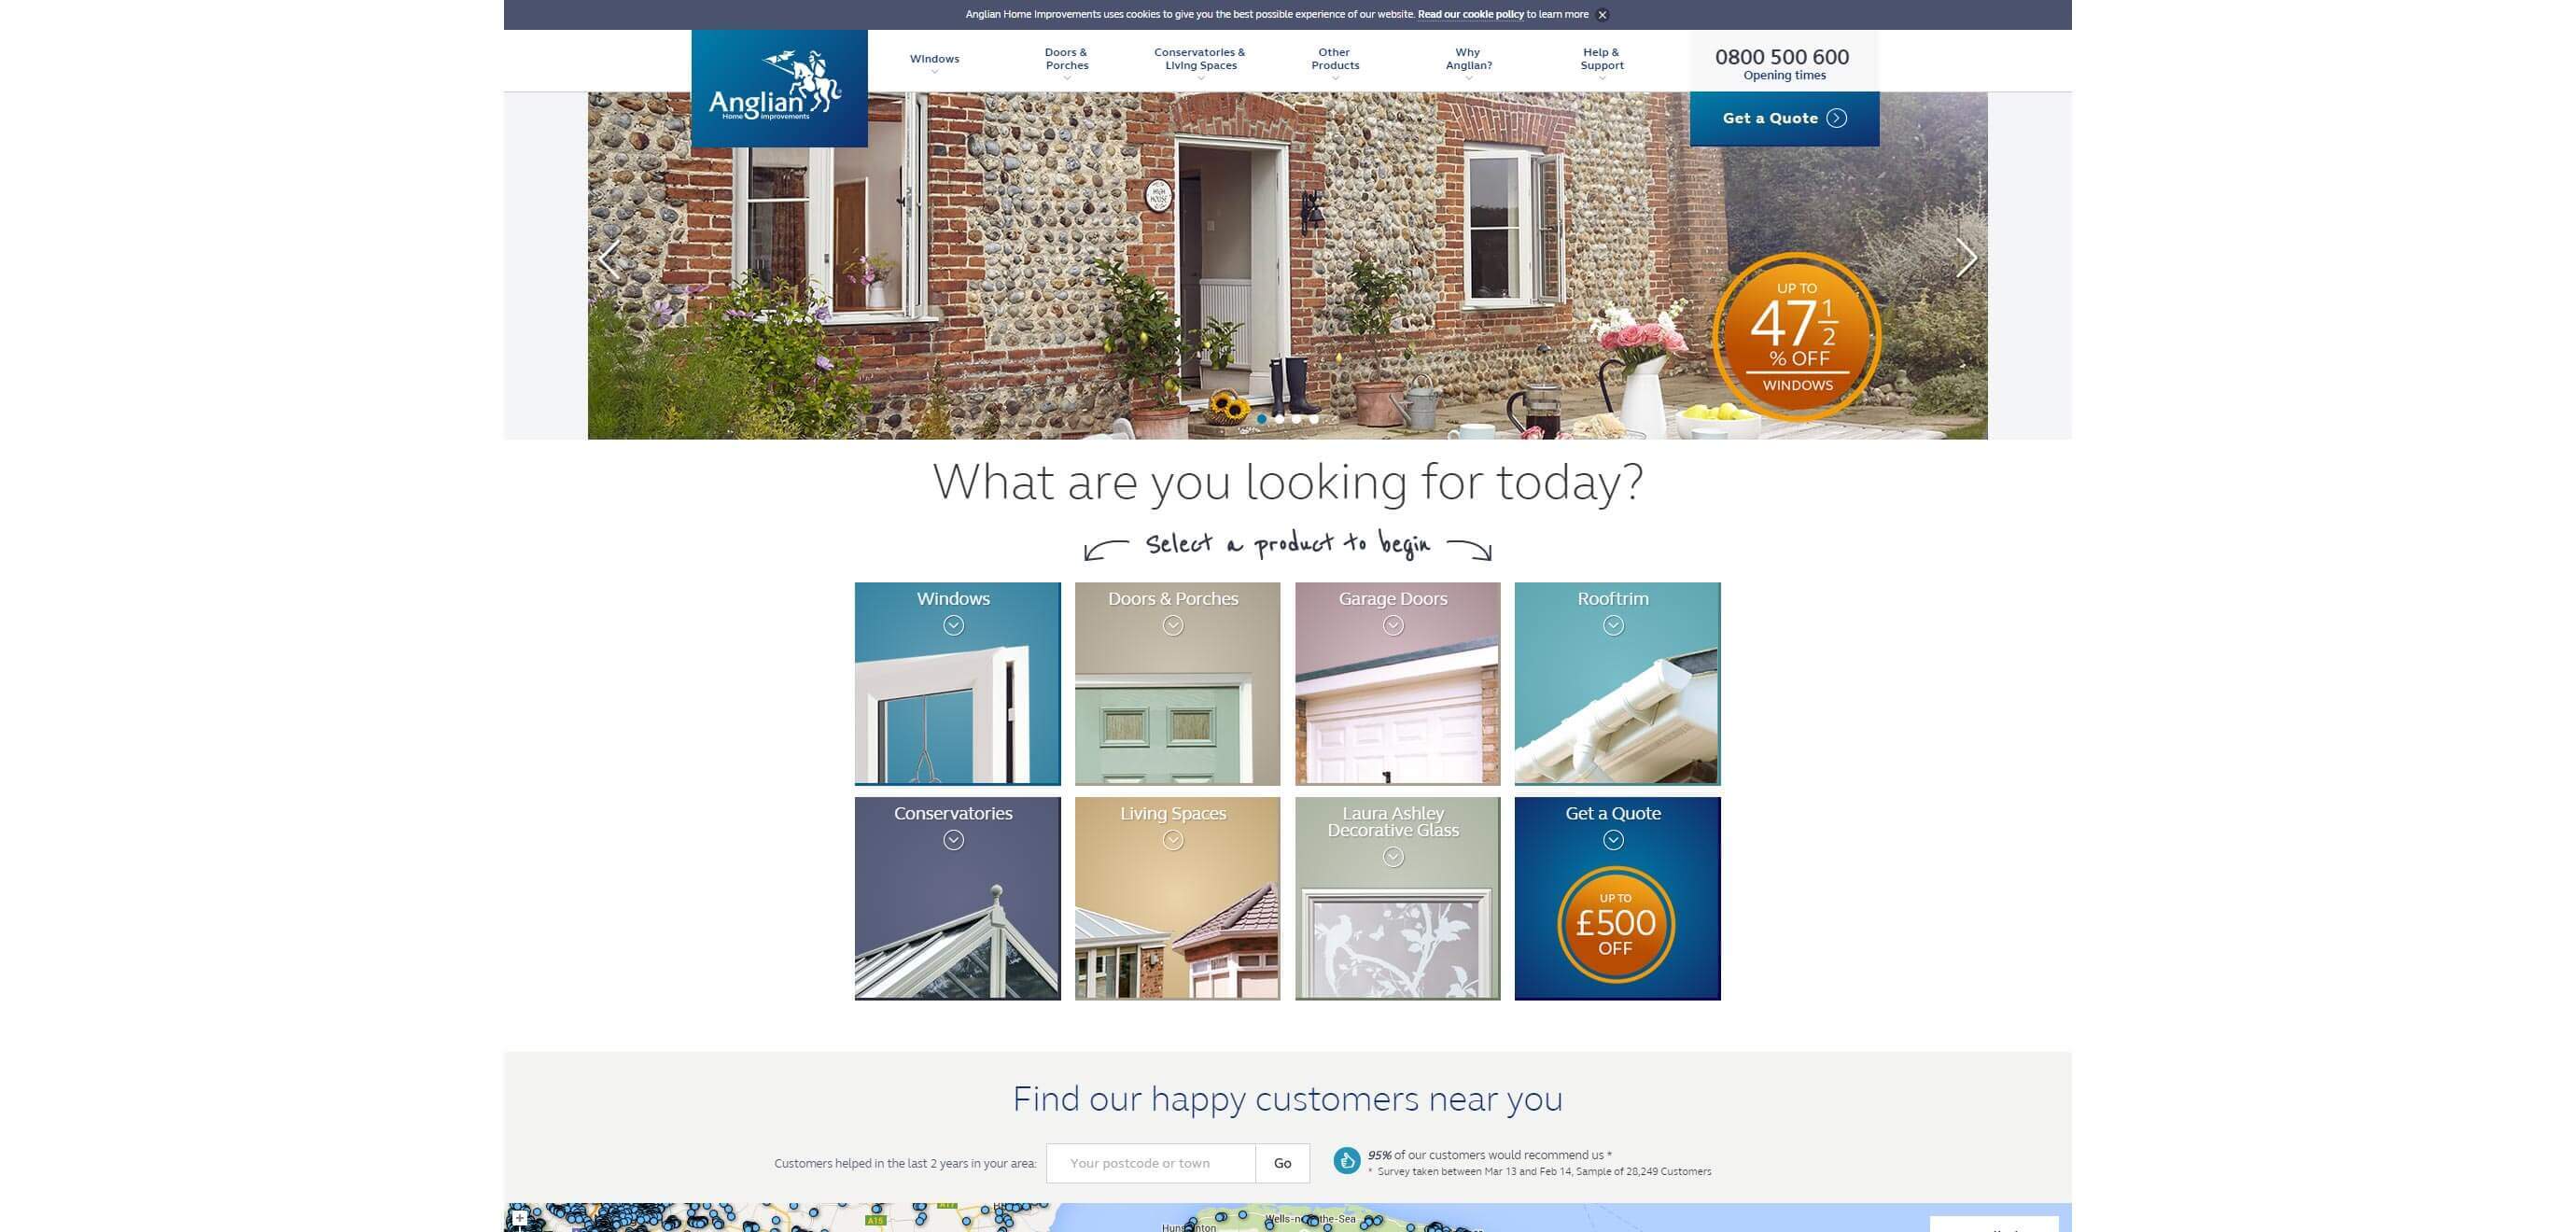 Anglian Home Improvements uses cookies to give you the best possible experience of our website. Read our cookie policy to learn more
Anglian
Home Improvements
Windows
Doors &
Porches
Conservatories &
Living Spaces
Other
Products
Why
Anglian?
Help &
Support
0800 500 600
Opening times
Get a Quote
HIGH
HOUSE
UP TO
47 1/2
% OFF
WINDOWS
What are you looking for today?
Select a product to begin
Windows
Doors & Porches
Garage Doors
Rooftrim
Conservatories
Living Spaces
Laura Ashley
Decorative Glass
Get a Quote
UP TO
£500
OFF
Find our happy customers near you
Customers helped in the last 2 years in your area:
Your postcode or town
Go
95% of our customers would recommend us *
* Survey taken between Mar 13 and Feb 14, Sample of 28,249 Customers
A17
A15